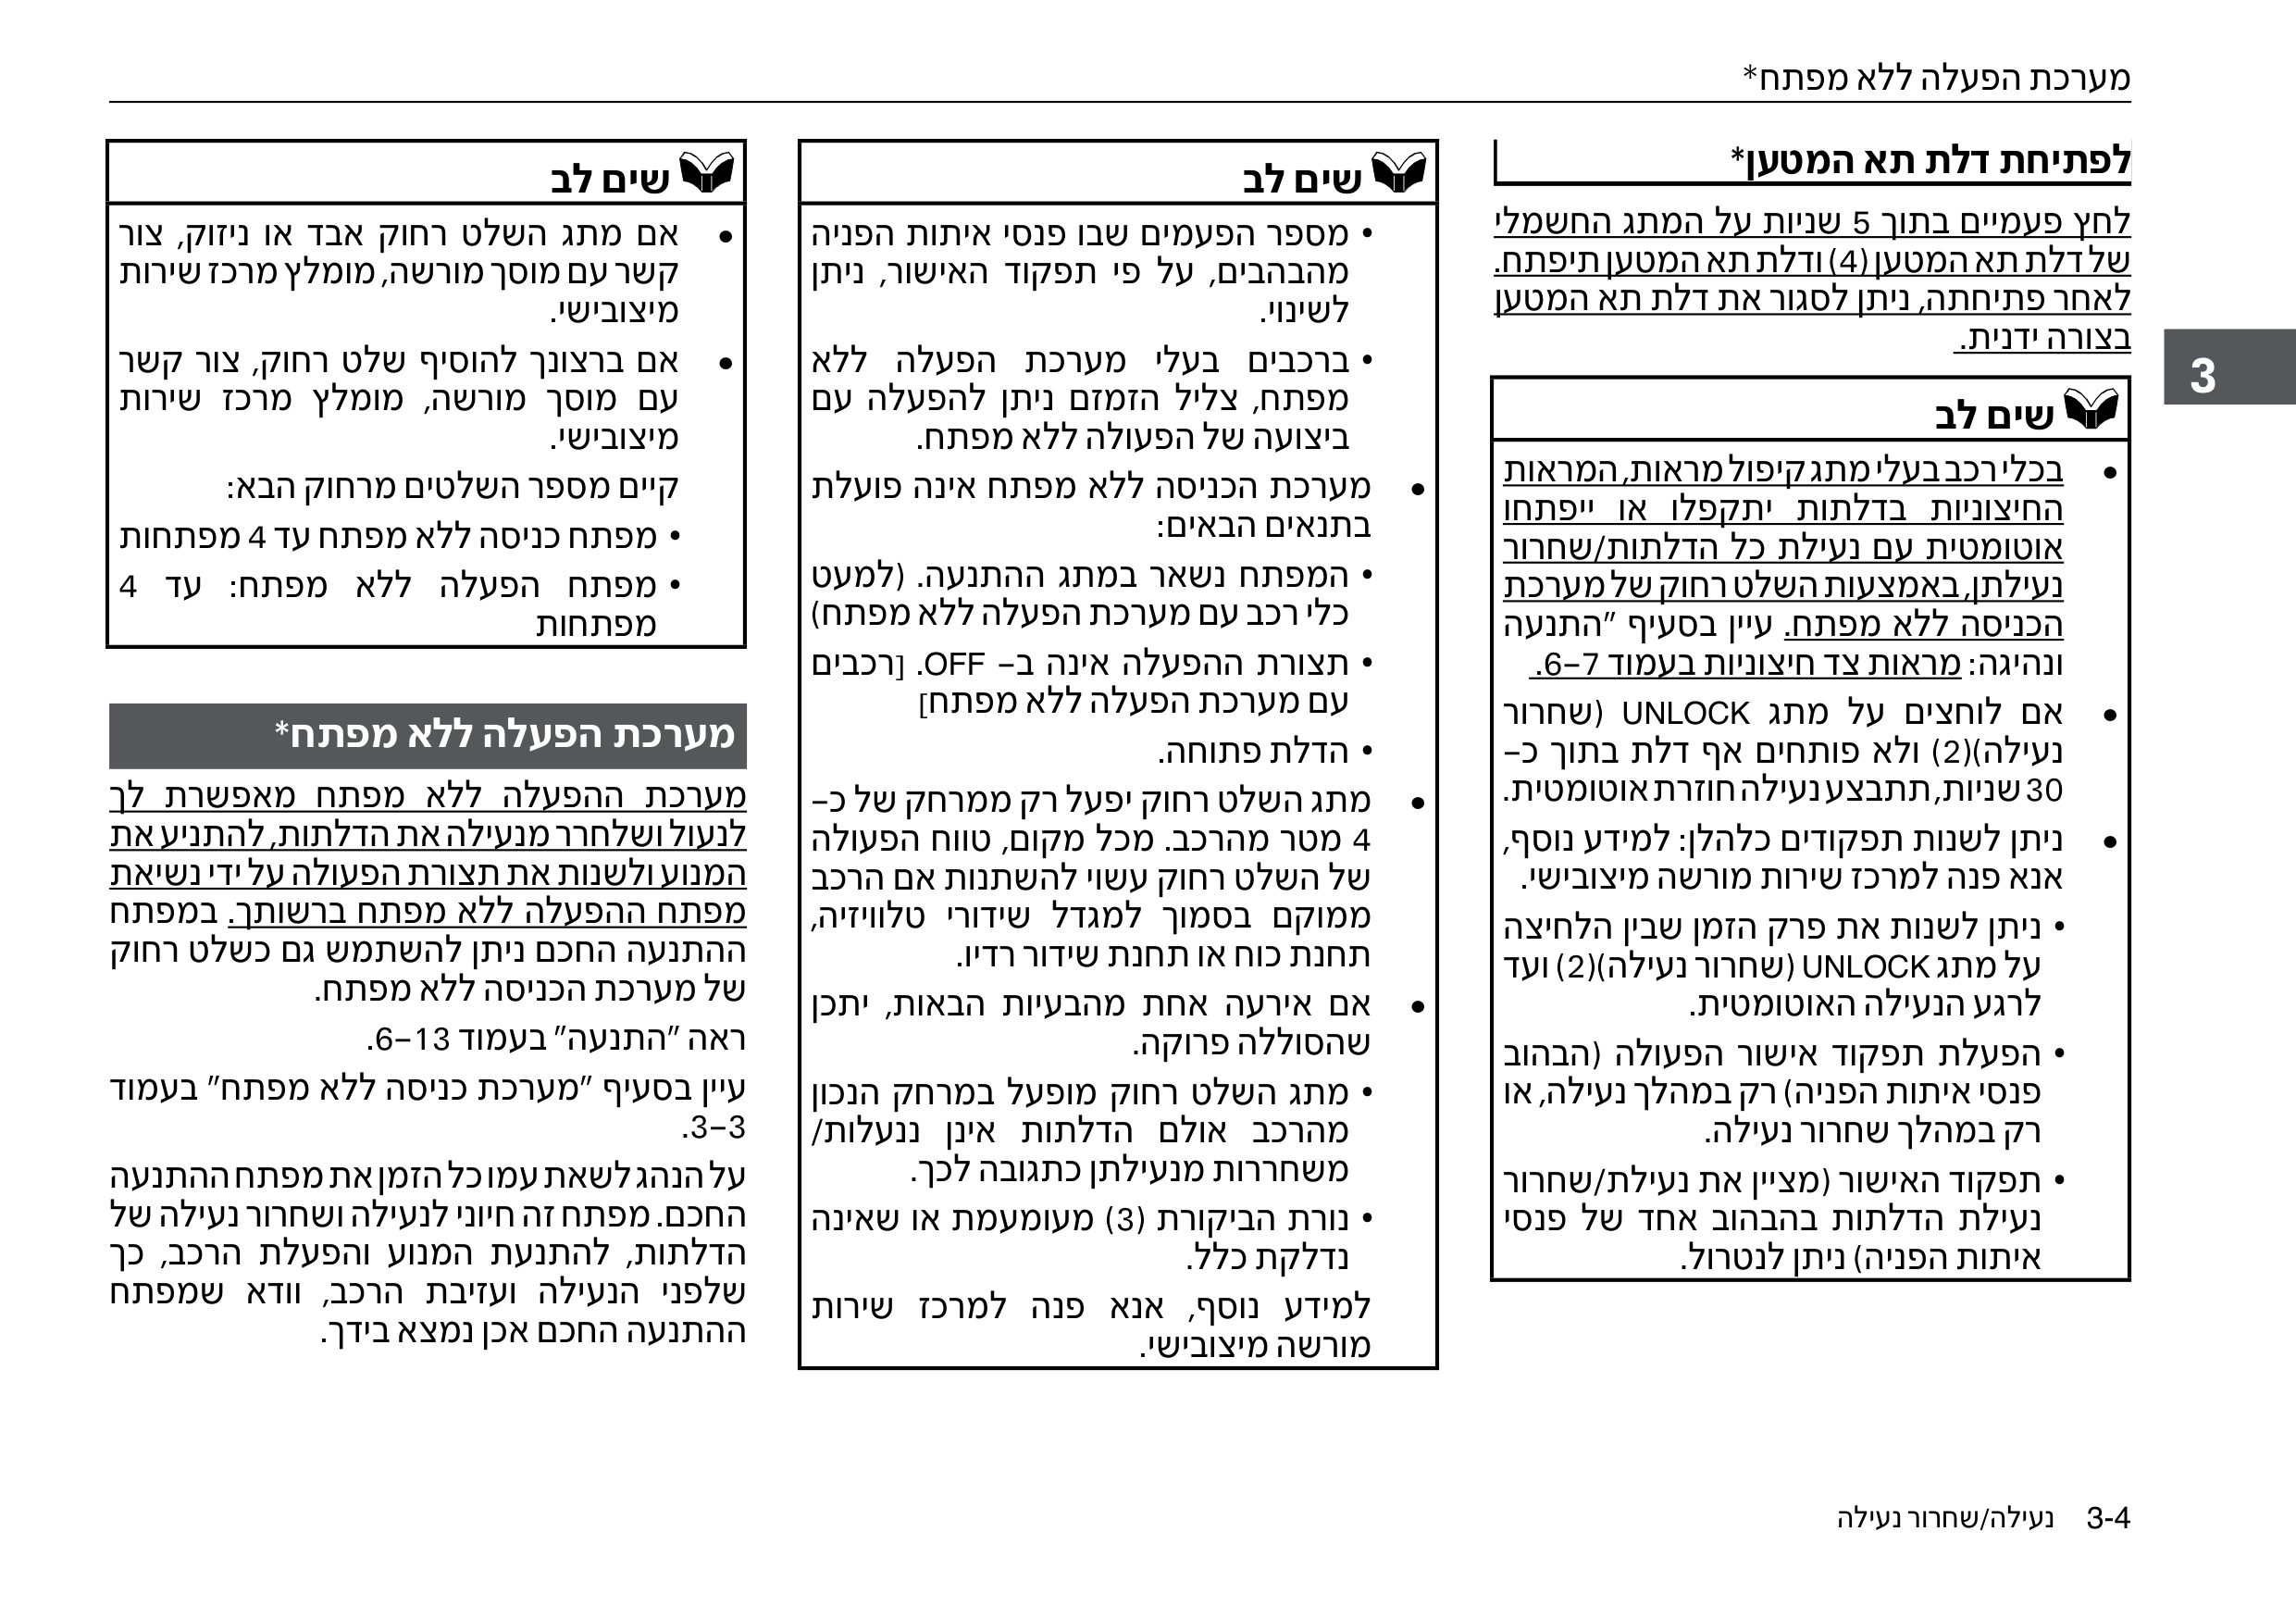 מערכת הפעלה ללא מפתח*
לפתיחת דלת תא המטען*
לחץ פעמיים בתוך 5 שניות על המתג החשמלי
של דלת תא המטען (4) ודלת תא המטען תיפתח.
לאחר פתיחתה, ניתן לסגור את דלת תא המטען
בצורה ידנית.
3
שים לב
• בכלי רכב בעלי מתג קיפול מראות, המראות
החיצוניות בדלתות יתקפלו או ייפתחו
אוטומטית עם נעילת כל הדלתות/שחרור
נעילתן, באמצעות השלט רחוק של מערכת
הכניסה ללא מפתח. עיין בסעיף "התנעה
ונהיגה: מראות צד חיצוניות בעמוד 6-7.
• אם לוחצים על מתג UNLOCK (שחרור
נעילה)(2) ולא פותחים אף דלת בתוך כ-
30 שניות, תתבצע נעילה חוזרת אוטומטית.
• ניתן לשנות תפקודים כלהלן: למידע נוסף,
אנא פנה למרכז שירות מורשה מיצובישי.
• ניתן לשנות את פרק הזמן שבין הלחיצה
על מתג UNLOCK (שחרור נעילה)(2) ועד
לרגע הנעילה האוטומטית.
• הפעלת תפקוד אישור הפעולה (הבהוב
פנסי איתות הפניה) רק במהלך נעילה, או
רק במהלך שחרור נעילה.
• תפקוד האישור (מציין את נעילת/שחרור
נעילת הדלתות בהבהוב אחד של פנסי
איתות הפניה) ניתן לנטרול.
שים לב
• מספר הפעמים שבו פנסי איתות הפניה
מהבהבים, על פי תפקוד האישור, ניתן
לשינוי.
• ברכבים בעלי מערכת הפעלה ללא
מפתח, צליל הזמזם ניתן להפעלה עם
ביצועה של הפעולה ללא מפתח.
• מערכת הכניסה ללא מפתח אינה פועלת
בתנאים הבאים:
• המפתח נשאר במתג ההתנעה. (למעט
כלי רכב עם מערכת הפעלה ללא מפתח)
• תצורת ההפעלה אינה ב- OFF. [רכבים
עם מערכת הפעלה ללא מפתח]
• הדלת פתוחה.
• מתג השלט רחוק יפעל רק ממרחק של כ-
4 מטר מהרכב. מכל מקום, טווח הפעולה
של השלט רחוק עשוי להשתנות אם הרכב
ממוקם בסמוך למגדל שידורי טלוויזיה,
תחנת כוח או תחנת שידור רדיו.
• אם אירעה אחת מהבעיות הבאות, יתכן
שהסוללה פרוקה.
• מתג השלט רחוק מופעל במרחק הנכון
מהרכב אולם הדלתות אינן ננעלות/
משחררות מנעילתן כתגובה לכך.
• נורת הביקורת (3) מעומעמת או שאינה
נדלקת כלל.
למידע נוסף, אנא פנה למרכז שירות
מורשה מיצובישי.
שים לב
• אם מתג השלט רחוק אבד או ניזוק, צור
קשר עם מוסך מורשה, מומלץ מרכז שירות
מיצובישי.
• אם ברצונך להוסיף שלט רחוק, צור קשר
עם מוסך מורשה, מומלץ מרכז שירות
מיצובישי.
קיים מספר השלטים מרחוק הבא:
• מפתח כניסה ללא מפתח עד 4 מפתחות
• מפתח הפעלה ללא מפתח: עד 4
מפתחות
מערכת הפעלה ללא מפתח*
מערכת ההפעלה ללא מפתח מאפשרת לך
לנעול ושלחרר מנעילה את הדלתות, להתניע את
המנוע ולשנות את תצורת הפעולה על ידי נשיאת
מפתח ההפעלה ללא מפתח ברשותך. במפתח
ההתנעה החכם ניתן להשתמש גם כשלט רחוק
של מערכת הכניסה ללא מפתח.
ראה "התנעה" בעמוד 6-13.
עיין בסעיף "מערכת כניסה ללא מפתח" בעמוד
3-3.
על הנהג לשאת עמו כל הזמן את מפתח ההתנעה
החכם. מפתח זה חיוני לנעילה ושחרור נעילה של
הדלתות, להתנעת המנוע והפעלת הרכב, כך
שלפני הנעילה ועזיבת הרכב, וודא שמפתח
ההתנעה החכם אכן נמצא בידך.
3-4 נעילה/שחרור נעילה